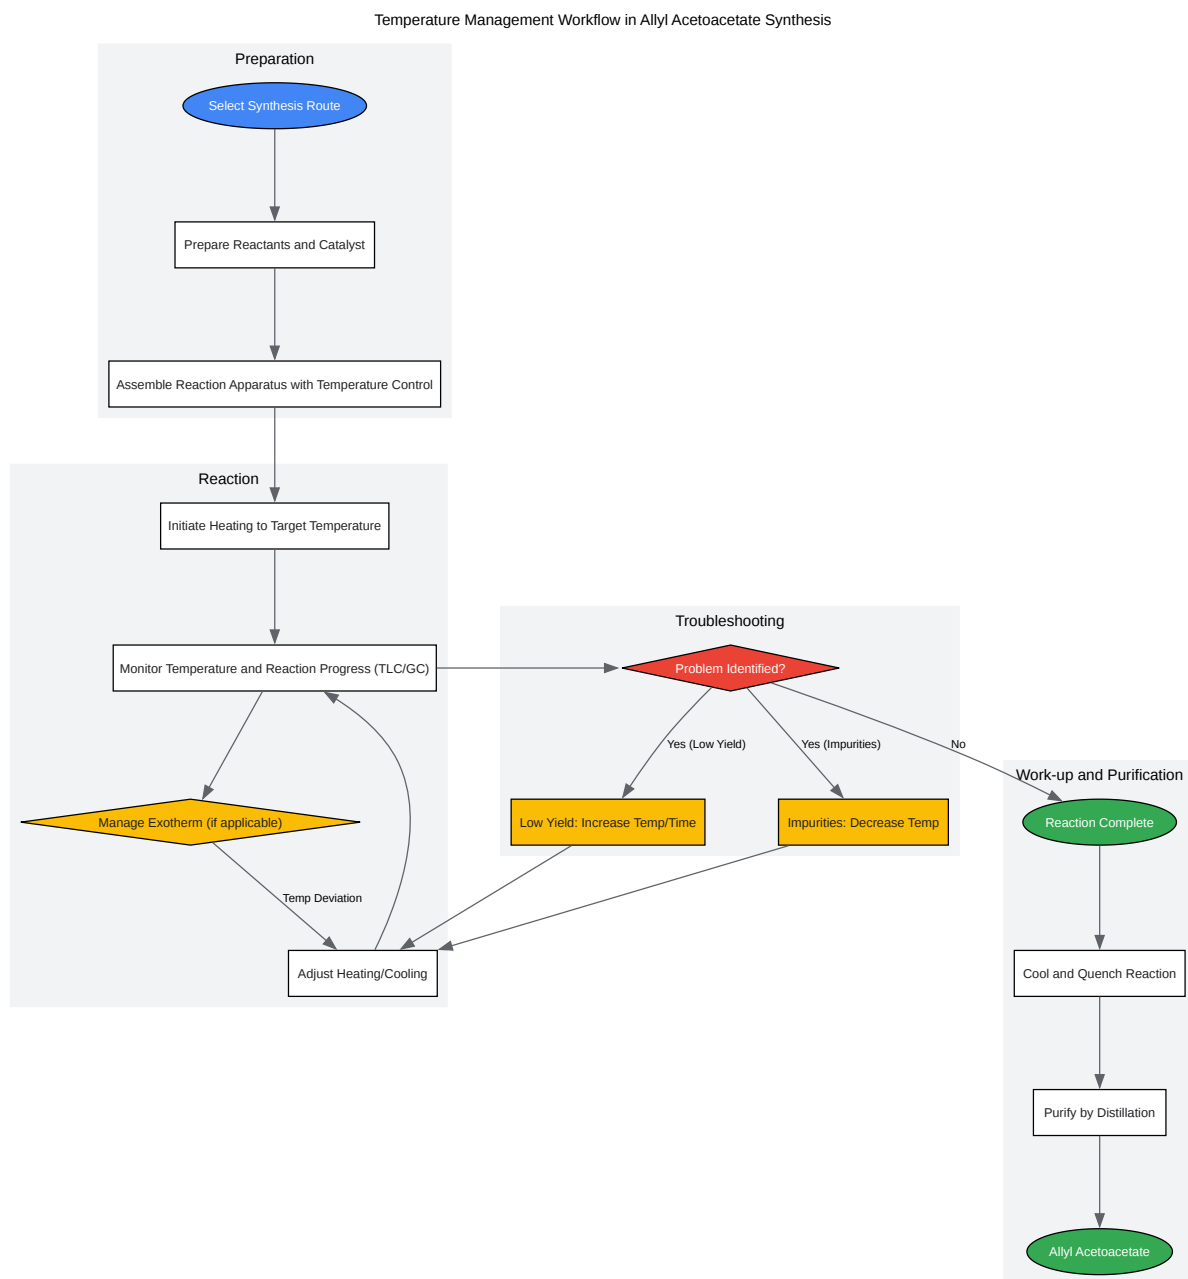 Temperature Management Workflow in Allyl Acetoacetate Synthesis
Preparation
Select Synthesis Route
Prepare Reactants and Catalyst
Assemble Reaction Apparatus with Temperature Control
Reaction
Initiate Heating to Target Temperature
Monitor Temperature and Reaction Progress (TLC/GC)
Manage Exotherm (if applicable)
Temp Deviation
Adjust Heating/Cooling
Troubleshooting
Problem Identified?
Yes (Low Yield)
Yes (Impurities)
No
Low Yield: Increase Temp/Time
Impurities: Decrease Temp
Work-up and Purification
Reaction Complete
Cool and Quench Reaction
Purify by Distillation
Allyl Acetoacetate